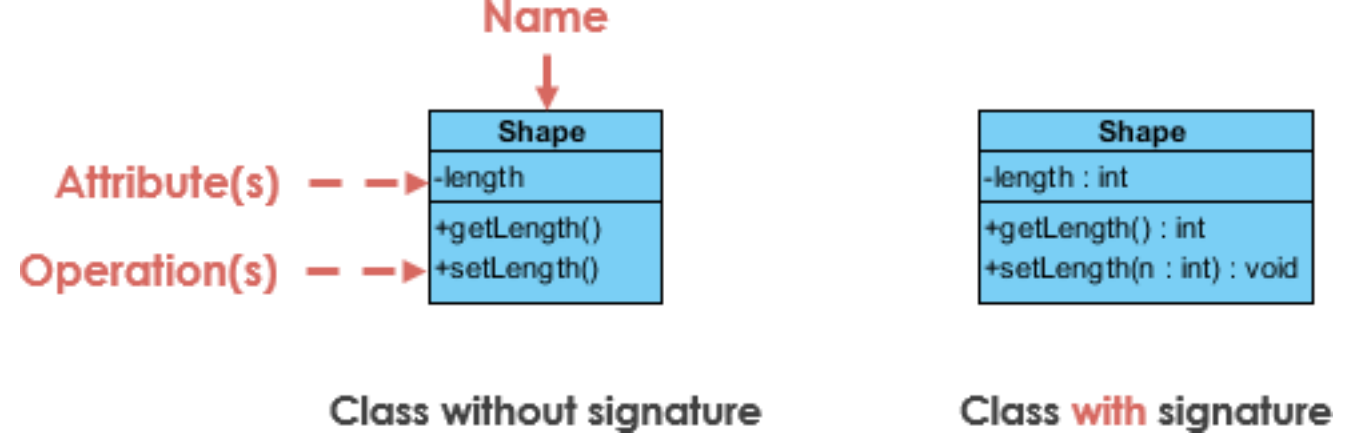 Name
Shape
Attribute(s)
-length
+getLength()
Operation(s)
+setLength()
Class without signature
Shape
-length : int
+getLength() : int
+setLength(n : int) : void
Class with signature